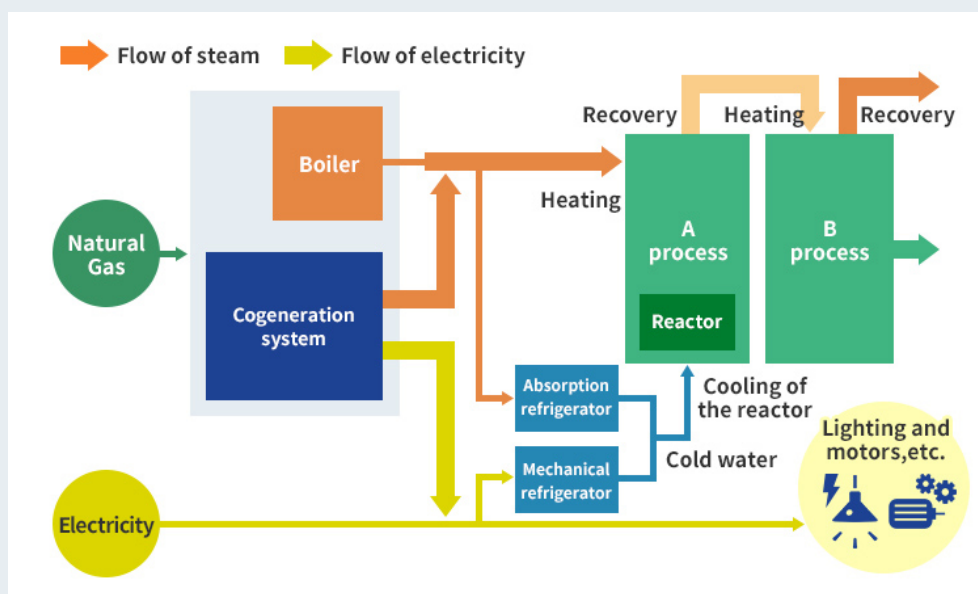 Flow of steam
Flow of electricity
Recovery
Heating
Recovery
Boiler
Heating
Natural
Gas
A
process
B
process
Cogeneration
system
Reactor
Absorption
refrigerator
Cooling of
the reactor
Mechanical
refrigerator
Cold water
Lighting and
motors,etc.
Electricity